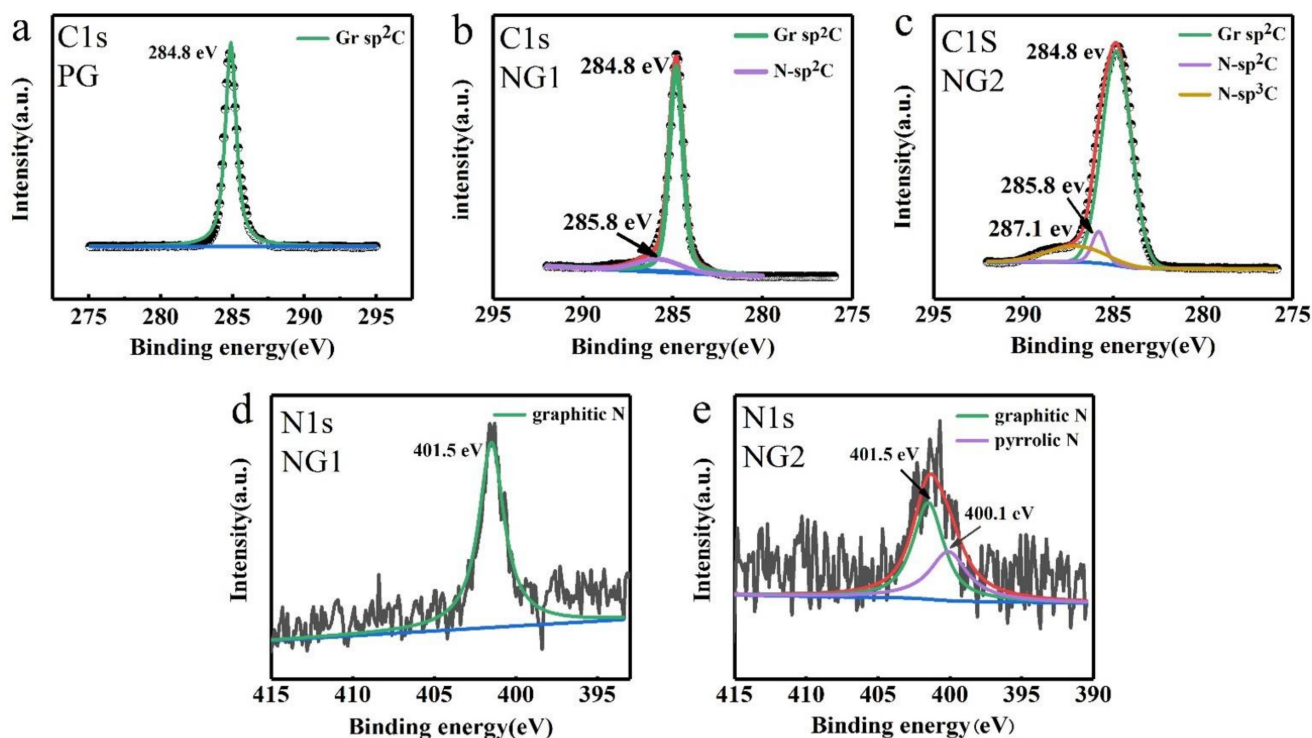 a
C1s
PG
284.8 eV
Gr sp²C
Intensity(a.u.)
275 280 285 290 295
Binding energy(eV)
b
C1s
NG1
284.8 eV
285.8 eV
Gr sp²C
N-sp²C
intensity(a.u.)
295 290 285 280 275
Binding energy(eV)
c
C1S
NG2
284.8 ev
285.8 ev
287.1 ev
Gr sp²C
N-sp²C
N-sp³C
Intensity(a.u.)
295 290 285 280 275
Binding energy(eV)
d
N1s
NG1
401.5 eV
graphitic N
Intensity(a.u.)
415 410 405 400 395
Binding energy(eV)
e
N1s
NG2
graphitic N
pyrrolic N
401.5 eV
400.1 eV
Intensity(a.u.)
415 410 405 400 395 390
Binding energy(eV)